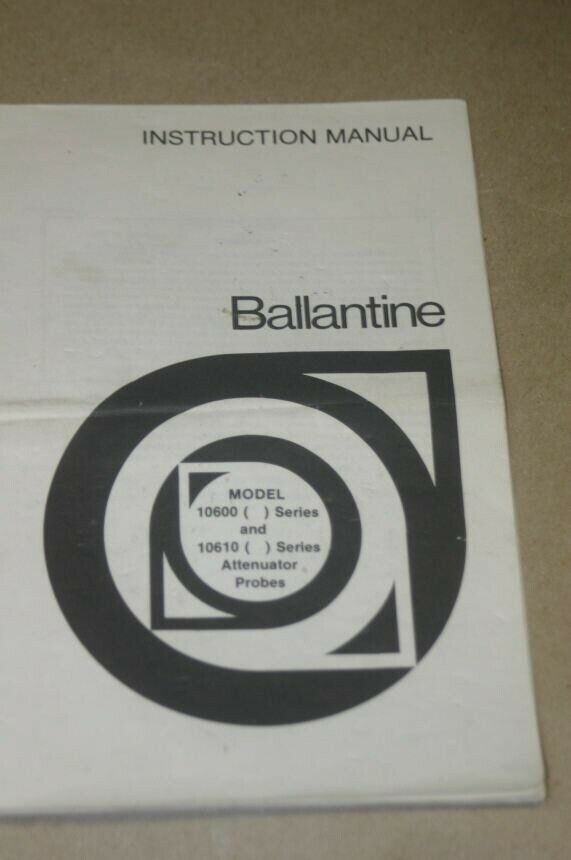 INSTRUCTION MANUAL
Ballantine
MODEL
10600 ( ) Series
and
10610 ( ) Series
Attenuator
Probes